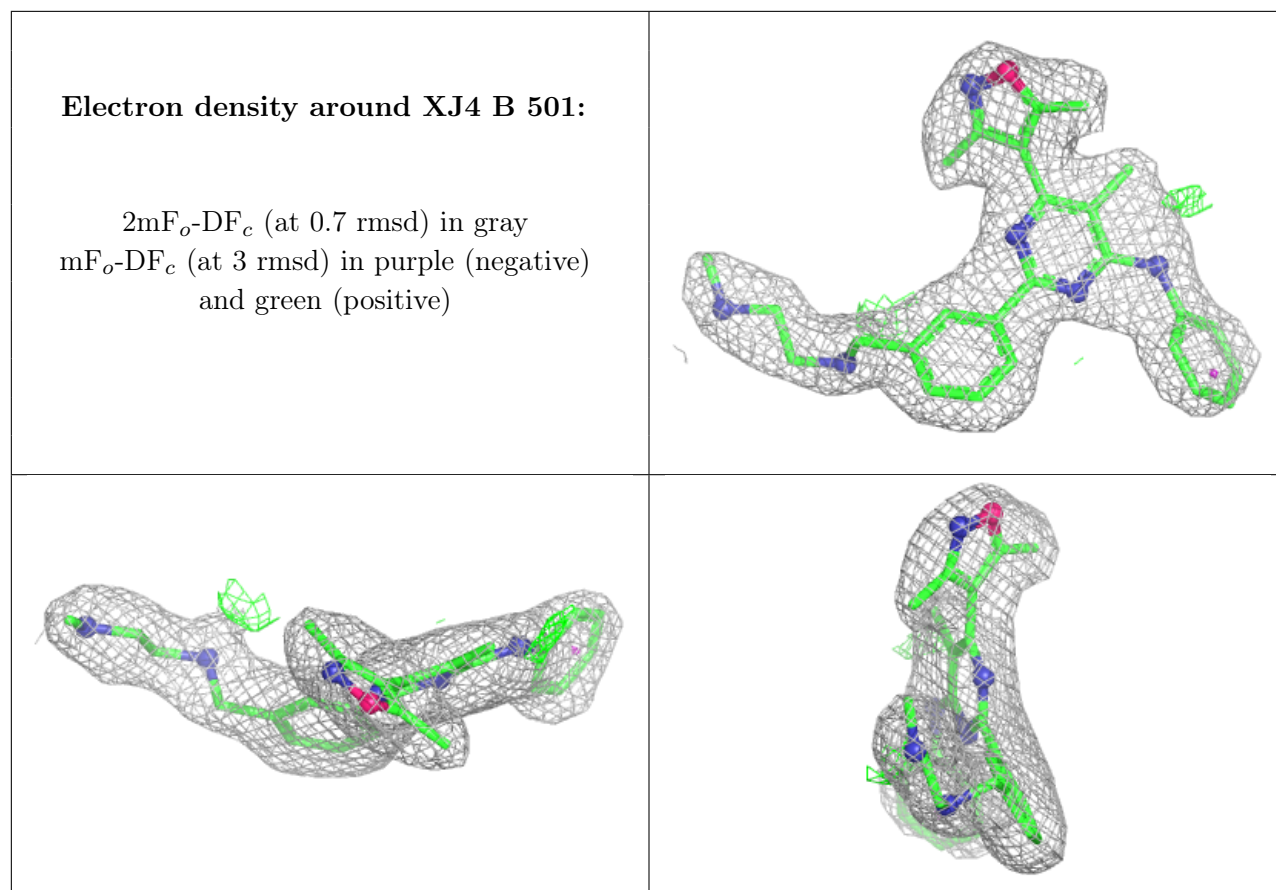 Electron density around XJ4 B 501:
2mFo-DFc (at 0.7 rmsd) in gray
mFo-DFc (at 3 rmsd) in purple (negative)
and green (positive)